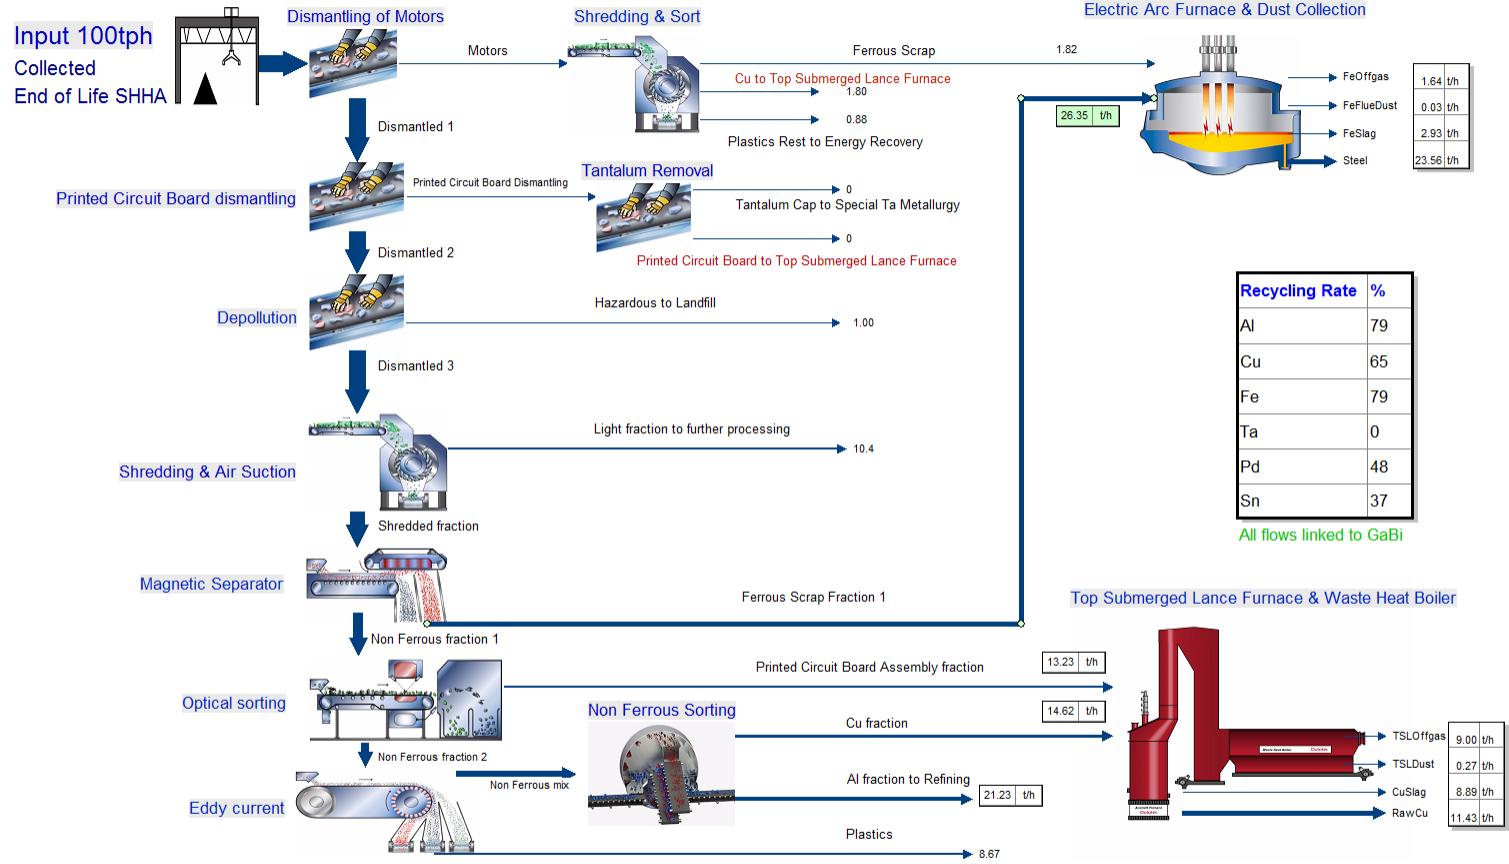 Input 100tph
Collected
End of Life SHHA
Dismantling of Motors
Motors
Shredding & Sort
Ferrous Scrap
1.82
Cu to Top Submerged Lance Furnace
1.80
0.88
Plastics Rest to Energy Recovery
Electric Arc Furnace & Dust Collection
26.35 t/h
FeOffgas 1.64 t/h
FeFlueDust 0.03 t/h
FeSlag 2.93 t/h
Steel 23.56 t/h
Dismantled 1
Printed Circuit Board dismantling
Printed Circuit Board Dismantling
Tantalum Removal
0
Tantalum Cap to Special Ta Metallurgy
0
Printed Circuit Board to Top Submerged Lance Furnace
Dismantled 2
Depollution
Hazardous to Landfill
1.00
Dismantled 3
Light fraction to further processing
10.4
Shredding & Air Suction
Shredded fraction
Magnetic Separator
Ferrous Scrap Fraction 1
Non Ferrous fraction 1
Recycling Rate %
Al 79
Cu 65
Fe 79
Ta 0
Pd 48
Sn 37
All flows linked to GaBi
Top Submerged Lance Furnace & Waste Heat Boiler
Optical sorting
Printed Circuit Board Assembly fraction
13.23 t/h
Non Ferrous Sorting
Cu fraction
14.62 t/h
Non Ferrous fraction 2
Non Ferrous mix
Eddy current
Al fraction to Refining
21.23 t/h
Plastics
8.67
Waste Heat Boiler Outotec
Ausmelt Furnace
Outotec
TSLOffgas 9.00 t/h
TSLDust 0.27 t/h
CuSlag 8.89 t/h
RawCu 11.43 t/h